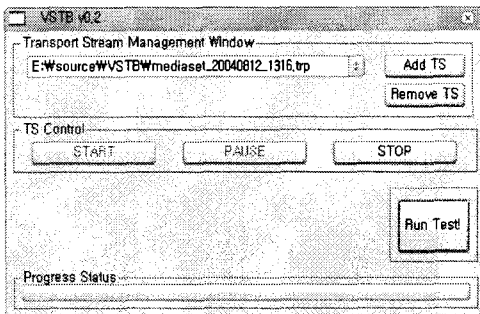 VSTB v0.2
Transport Stream Management Window
E:₩source₩VSTB₩mediaset_20040812_1316.trp
Add TS
Remove TS
TS Control
START PAUSE STOP
Run Test!
Progress Status